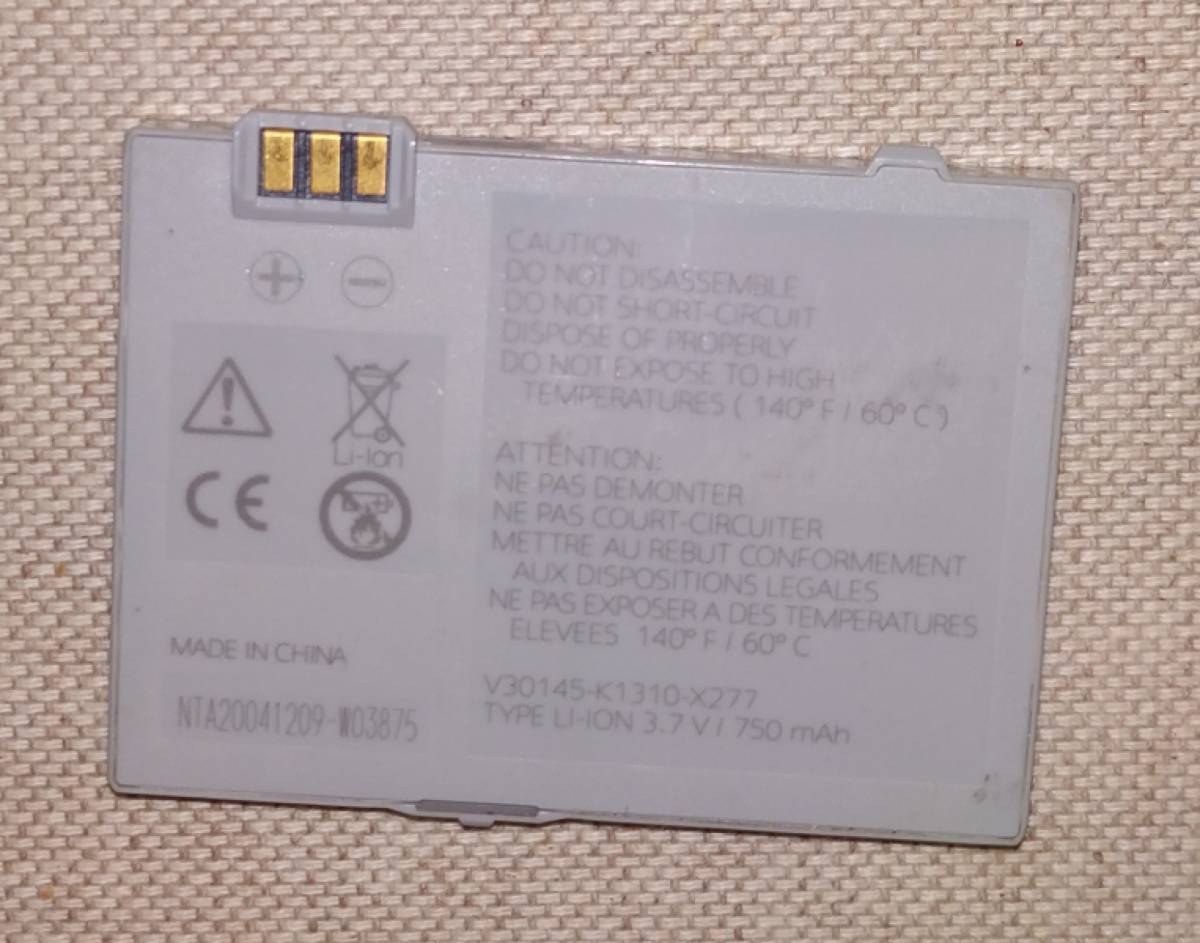 CAUTION:
DO NOT DISASSEMBLE
DO NOT SHORT-CIRCUIT
DISPOSE OF PROPERLY
DO NOT EXPOSE TO HIGH
TEMPERATURES ( 140° F / 60° C )
ATTENTION:
NE PAS DEMONTER
NE PAS COURT-CIRCUITER
METTRE AU REBUT CONFORMEMENT
AUX DISPOSITIONS LEGALES
NE PAS EXPOSER A DES TEMPERATURES
ELEVEES 140° F / 60° C
V30145-K1310-X277
TYPE LI-ION 3.7 V / 750 mAh
+ −
Li-Ion
CE
MADE IN CHINA
NTA20041209-W03875